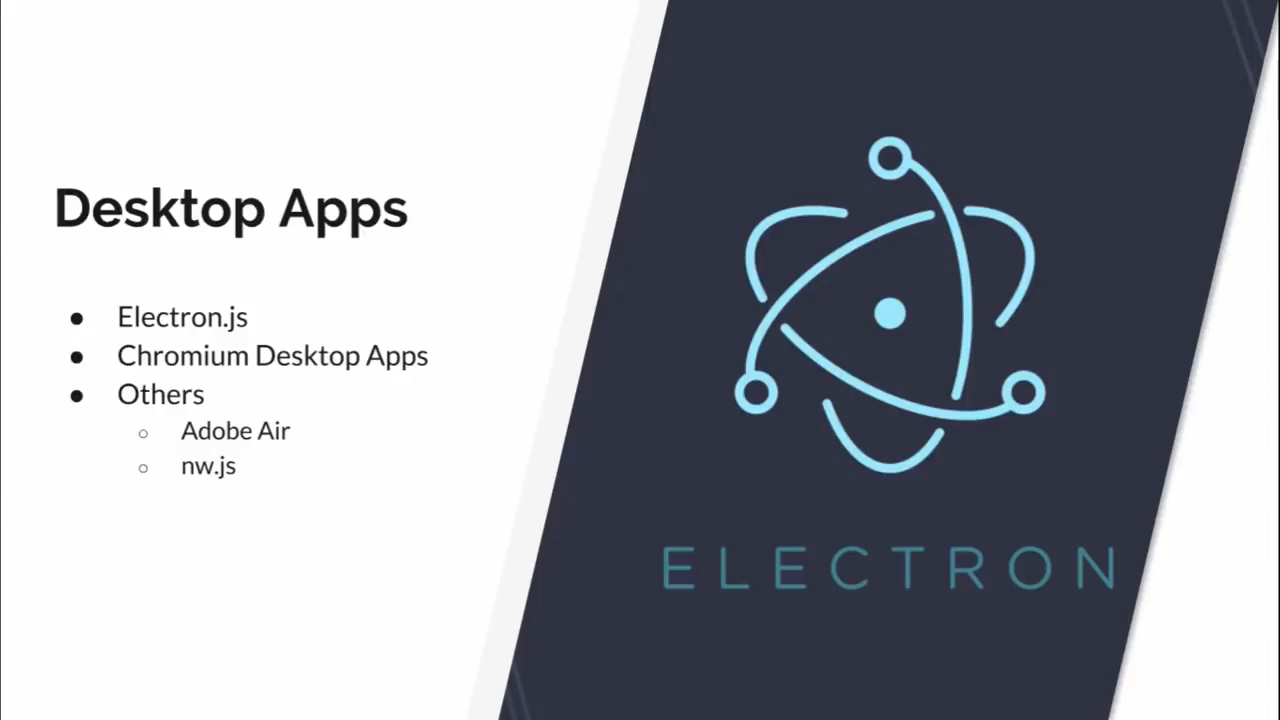 Desktop Apps
● Electron.js
● Chromium Desktop Apps
● Others
○ Adobe Air
○ nw.js
ELECTRON